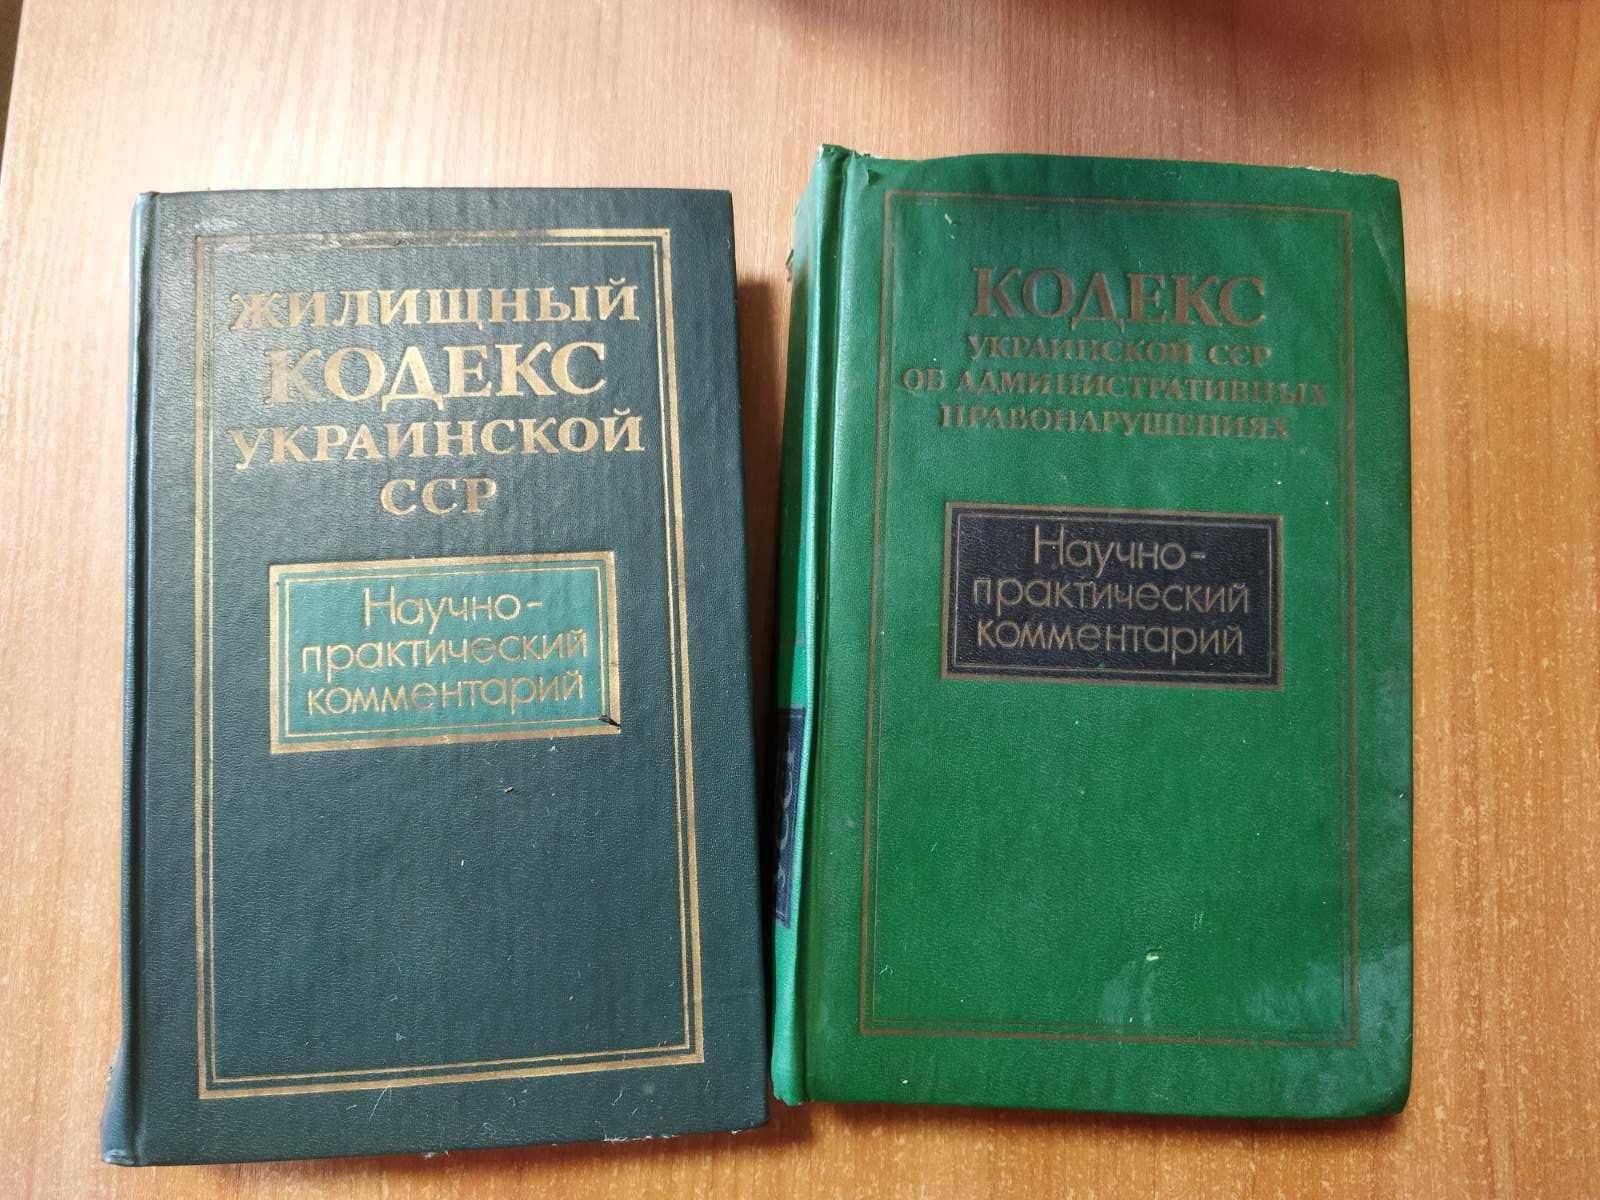 ЖИЛИЩНЫЙ
КОДЕКС
УКРАИНСКОЙ
ССР
Научно-
практический
комментарий
КОДЕКС
УКРАИНСКОЙ ССР
ОБ АДМИНИСТРАТИВНЫХ
ПРАВОНАРУШЕНИЯХ
Научно-
практический
комментарий